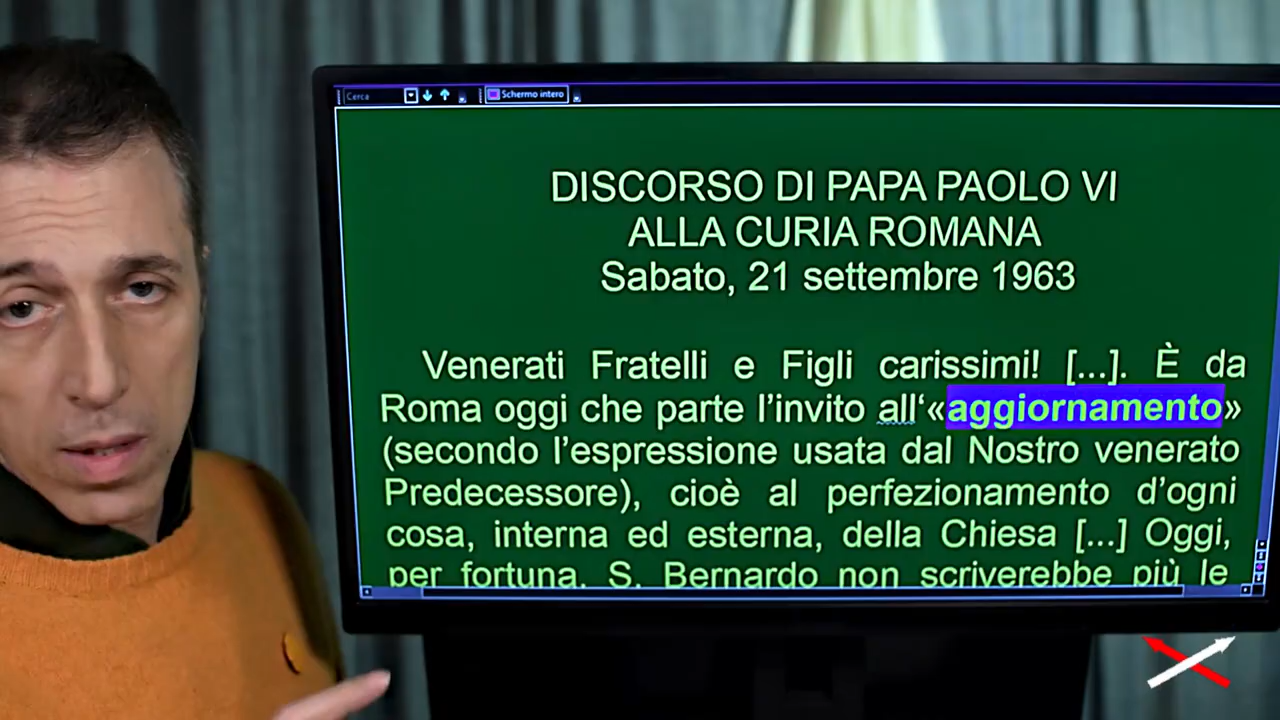 Cerca
Schermo intero
DISCORSO DI PAPA PAOLO VI
ALLA CURIA ROMANA
Sabato, 21 settembre 1963
Venerati Fratelli e Figli carissimi! [...]. È da
Roma oggi che parte l’invito all‘«aggiornamento»
(secondo l’espressione usata dal Nostro venerato
Predecessore), cioè al perfezionamento d’ogni
cosa, interna ed esterna, della Chiesa [...] Oggi,
per fortuna, S. Bernardo non scriverebbe più le